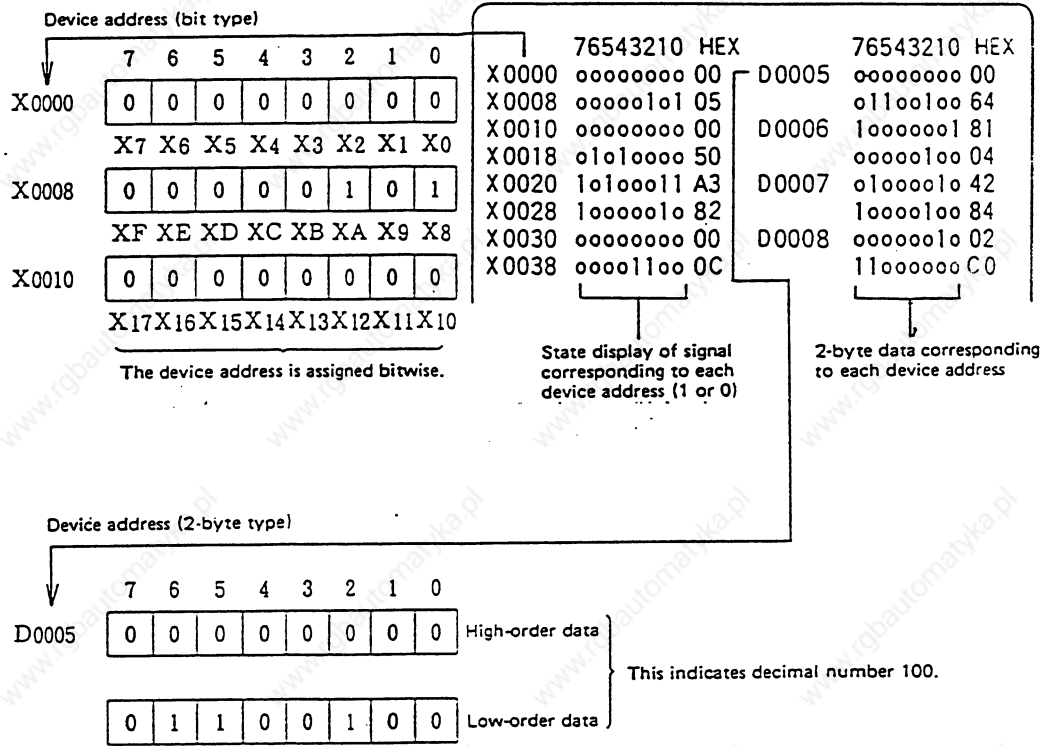 Device address (bit type)
7 6 5 4 3 2 1 0
X0000 0 0 0 0 0 0 0 0
X7 X6 X5 X4 X3 X2 X1 X0
X0008 0 0 0 0 0 1 0 1
XF XE XD XC XB XA X9 X8
X0010 0 0 0 0 0 0 0 0
X17 X16 X15 X14 X13 X12 X11 X10
The device address is assigned bitwise.
76543210 HEX
X0000 00000000 00
X0008 00000101 05
X0010 00000000 00
X0018 01010000 50
X0020 10100011 A3
X0028 10000010 82
X0030 00000000 00
X0038 00001100 0C
State display of signal
corresponding to each
device address (1 or 0)
76543210 HEX
D0005 00000000 00
01100100 64
D0006 10000001 81
00000100 04
D0007 01000010 42
10000100 84
D0008 00000010 02
11000000 C0
2-byte data corresponding
to each device address
Device address (2-byte type)
7 6 5 4 3 2 1 0
D0005 0 0 0 0 0 0 0 0 High-order data
0 1 1 0 0 1 0 0 Low-order data
This indicates decimal number 100.
www.rgbautomatyka.pl